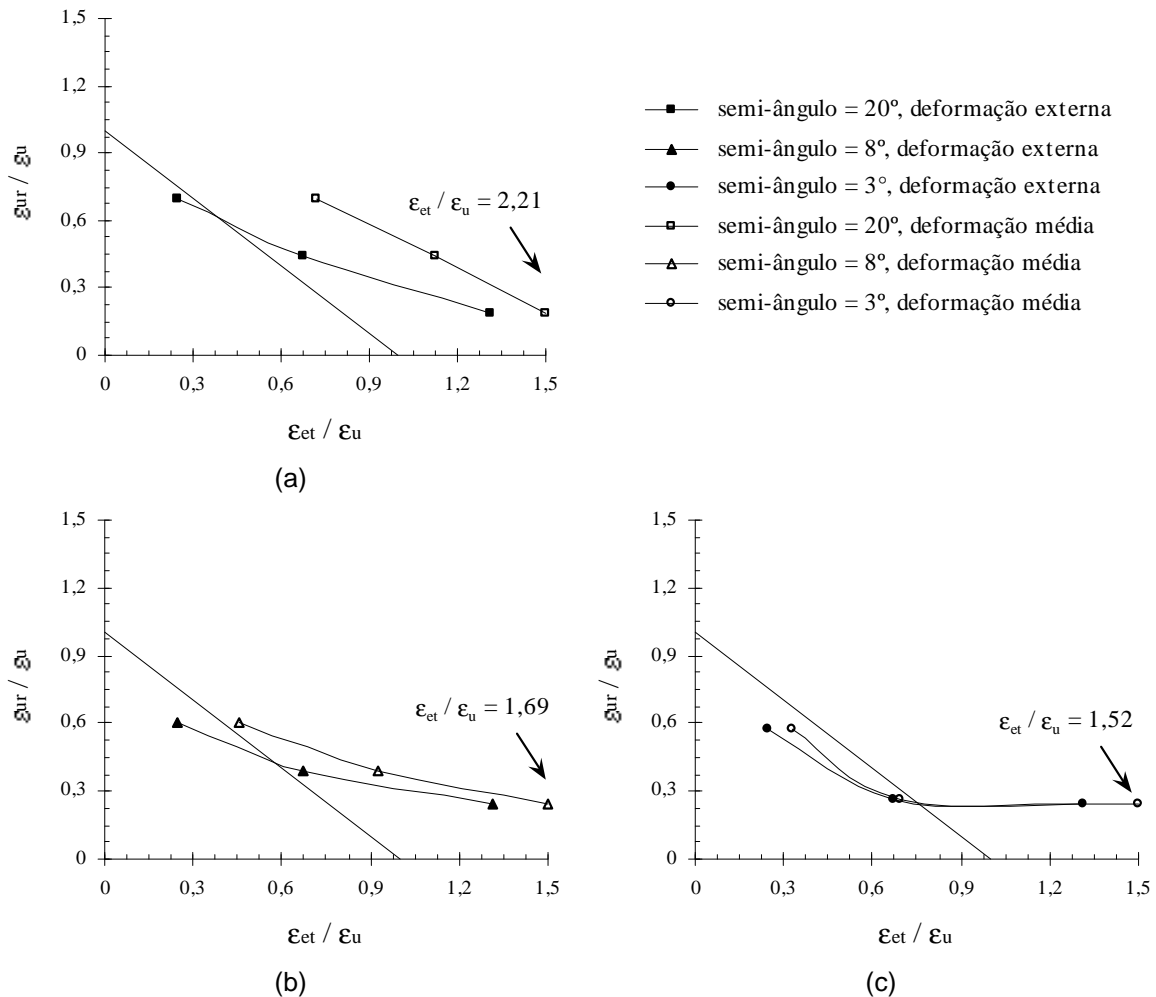 1,5
1,2
0,9
0,6
0,3
0
εur / εu
0 0,3 0,6 0,9 1,2 1,5
εet / εu
εet / εu = 2,21
(a)
semi-ângulo = 20º, deformação externa
semi-ângulo = 8º, deformação externa
semi-ângulo = 3°, deformação externa
semi-ângulo = 20º, deformação média
semi-ângulo = 8º, deformação média
semi-ângulo = 3º, deformação média
1,5
1,2
0,9
0,6
0,3
0
εur / εu
0 0,3 0,6 0,9 1,2 1,5
εet / εu
εet / εu = 1,69
(b)
1,5
1,2
0,9
0,6
0,3
0
εur / εu
0 0,3 0,6 0,9 1,2 1,5
εet / εu
εet / εu = 1,52
(c)